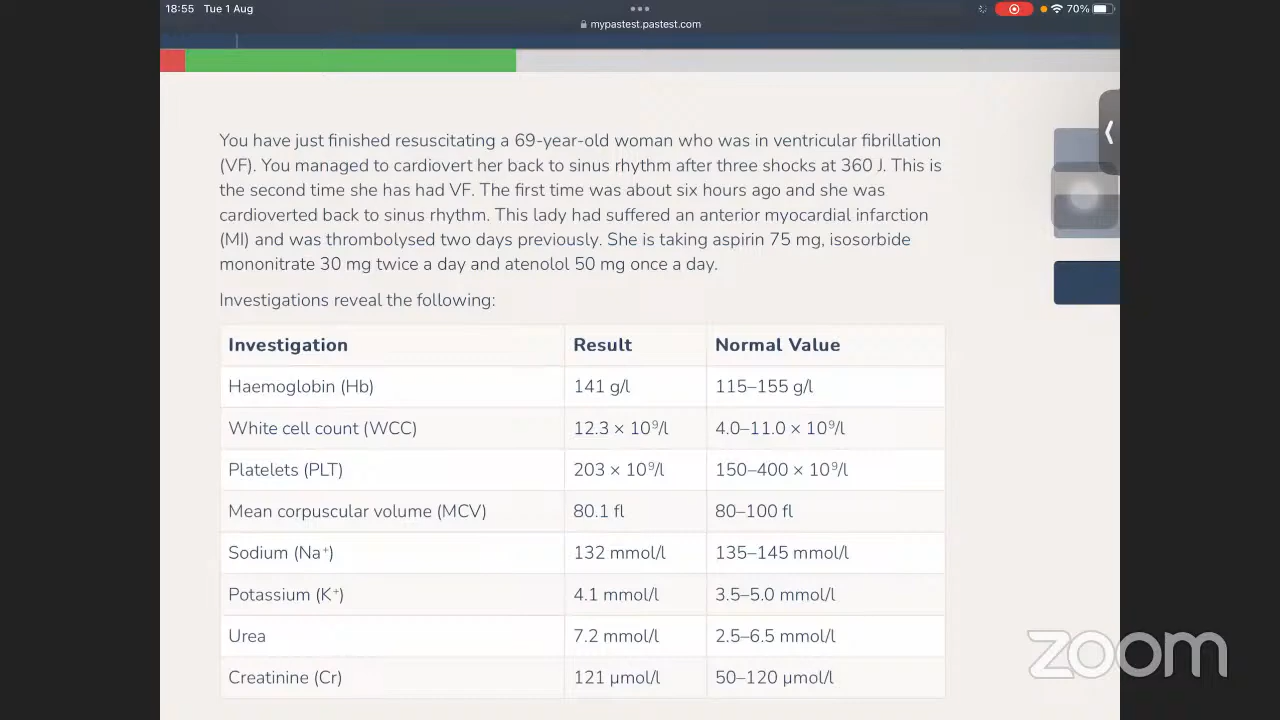 18:55 Tue 1 Aug
70%
mypastest.pastest.com
You have just finished resuscitating a 69-year-old woman who was in ventricular fibrillation
(VF). You managed to cardiovert her back to sinus rhythm after three shocks at 360 J. This is
the second time she has had VF. The first time was about six hours ago and she was
cardioverted back to sinus rhythm. This lady had suffered an anterior myocardial infarction
(MI) and was thrombolysed two days previously. She is taking aspirin 75 mg, isosorbide
mononitrate 30 mg twice a day and atenolol 50 mg once a day.
Investigations reveal the following:
Investigation Result Normal Value
Haemoglobin (Hb) 141 g/l 115–155 g/l
White cell count (WCC) 12.3 × 10⁹/l 4.0–11.0 × 10⁹/l
Platelets (PLT) 203 × 10⁹/l 150–400 × 10⁹/l
Mean corpuscular volume (MCV) 80.1 fl 80–100 fl
Sodium (Na⁺) 132 mmol/l 135–145 mmol/l
Potassium (K⁺) 4.1 mmol/l 3.5–5.0 mmol/l
Urea 7.2 mmol/l 2.5–6.5 mmol/l
Creatinine (Cr) 121 µmol/l 50–120 µmol/l
zoom